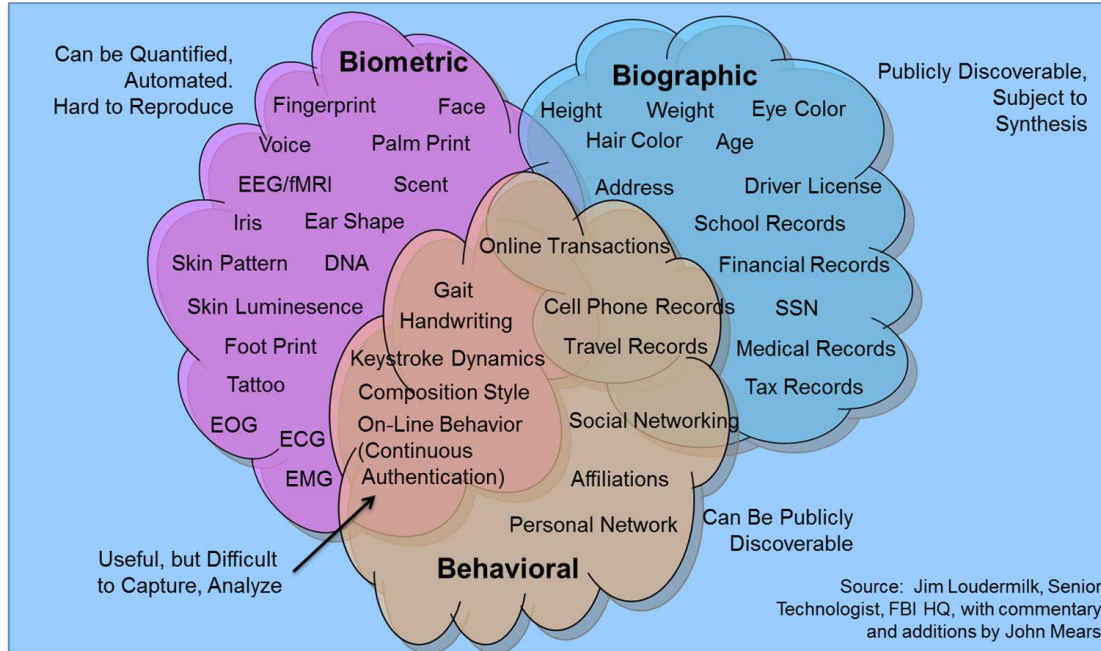 Can be Quantified,
Automated.
Hard to Reproduce
Biometric
Fingerprint Face
Voice Palm Print
EEG/fMRI Scent
Iris Ear Shape
Skin Pattern DNA
Skin Luminesence
Foot Print
Tattoo
EOG
ECG
EMG
Biographic
Height Weight Eye Color
Hair Color Age
Address Driver License
School Records
Financial Records
SSN
Medical Records
Tax Records
Publicly Discoverable,
Subject to
Synthesis
Online Transactions
Cell Phone Records
Travel Records
Gait
Handwriting
Keystroke Dynamics
Composition Style
On-Line Behavior
(Continuous
Authentication)
Social Networking
Affiliations
Personal Network
Behavioral
Can Be Publicly
Discoverable
Useful, but Difficult
to Capture, Analyze
Source: Jim Loudermilk, Senior
Technologist, FBI HQ, with commentary
and additions by John Mears